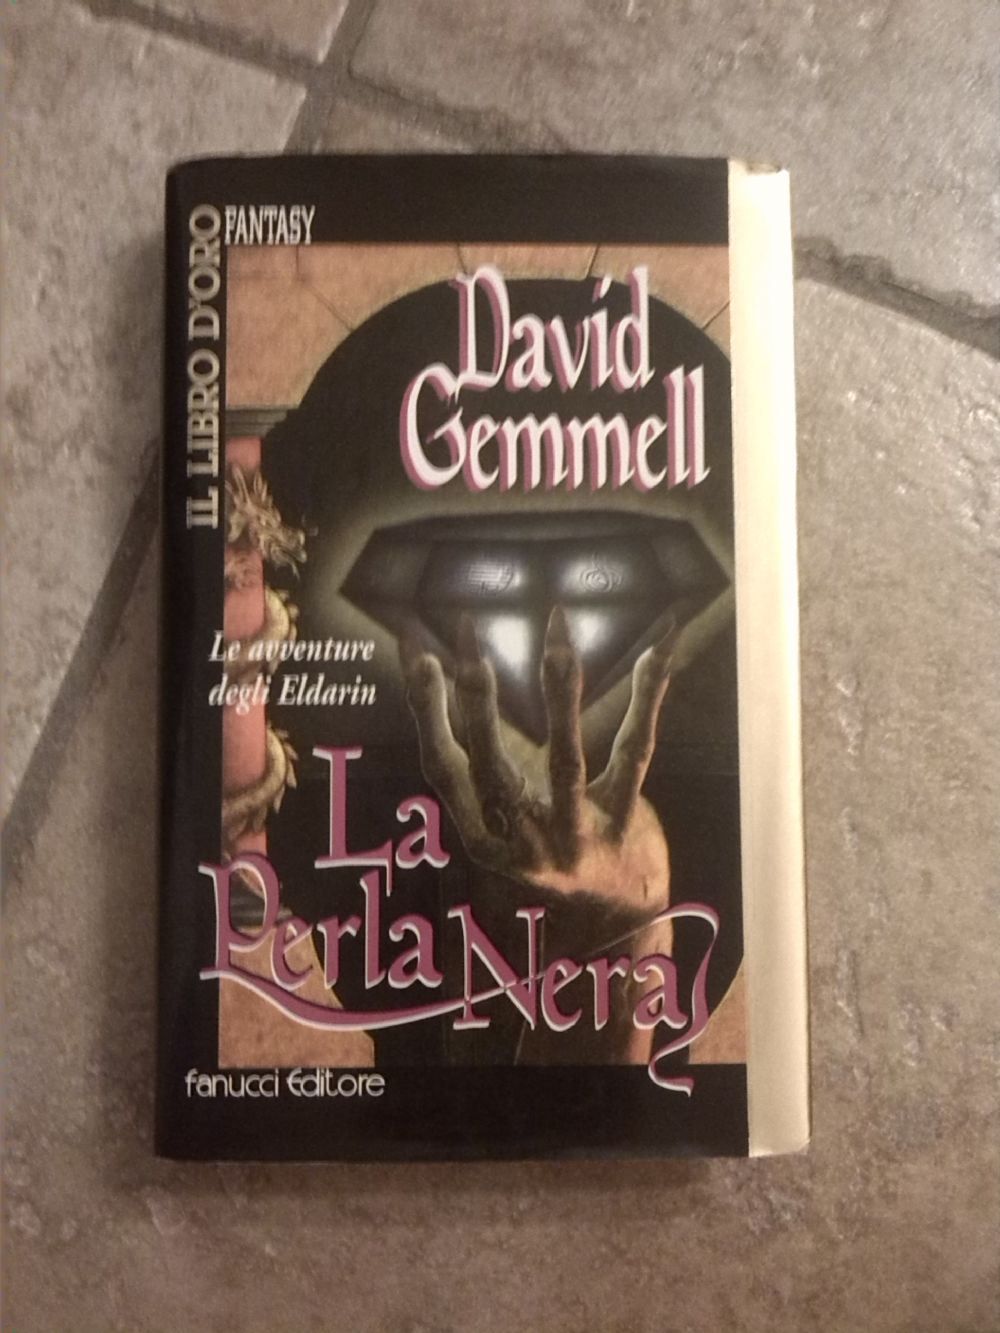 IL LIBRO D'ORO
FANTASY
David
Gemmell
Le avventure
degli Eldarin
La
Perla Nera
fanucci Editore